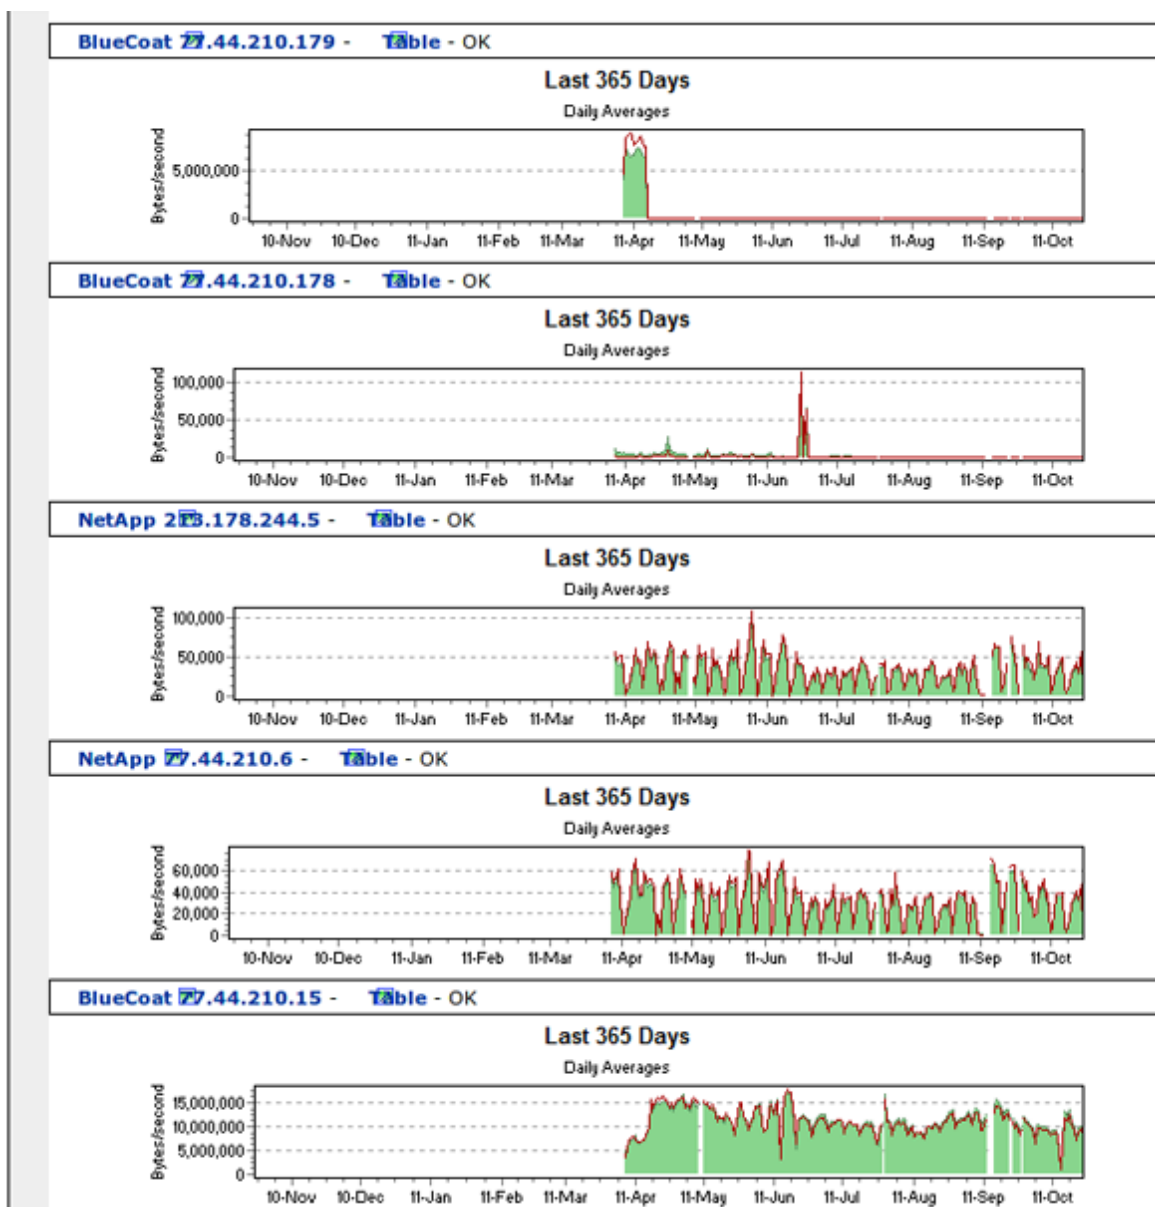 BlueCoat 77.44.210.179 - Table - OK
Last 365 Days
Daily Averages
Bytes/second
5,000,000
0
10-Nov 10-Dec 11-Jan 11-Feb 11-Mar 11-Apr 11-May 11-Jun 11-Jul 11-Aug 11-Sep 11-Oct
BlueCoat 77.44.210.178 - Table - OK
Last 365 Days
Daily Averages
Bytes/second
100,000
50,000
0
10-Nov 10-Dec 11-Jan 11-Feb 11-Mar 11-Apr 11-May 11-Jun 11-Jul 11-Aug 11-Sep 11-Oct
NetApp 213.178.244.5 - Table - OK
Last 365 Days
Daily Averages
Bytes/second
100,000
50,000
0
10-Nov 10-Dec 11-Jan 11-Feb 11-Mar 11-Apr 11-May 11-Jun 11-Jul 11-Aug 11-Sep 11-Oct
NetApp 77.44.210.6 - Table - OK
Last 365 Days
Daily Averages
Bytes/second
60,000
40,000
20,000
0
10-Nov 10-Dec 11-Jan 11-Feb 11-Mar 11-Apr 11-May 11-Jun 11-Jul 11-Aug 11-Sep 11-Oct
BlueCoat 77.44.210.15 - Table - OK
Last 365 Days
Daily Averages
Bytes/second
15,000,000
10,000,000
5,000,000
0
10-Nov 10-Dec 11-Jan 11-Feb 11-Mar 11-Apr 11-May 11-Jun 11-Jul 11-Aug 11-Sep 11-Oct